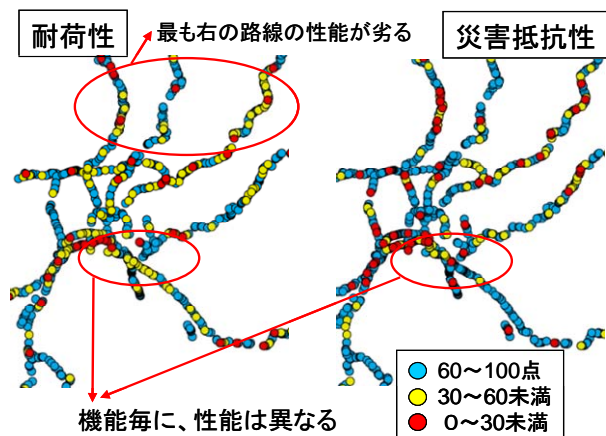 耐荷性
最も右の路線の性能が劣る
災害抵抗性
60～100点
30～60未満
0～30未満
機能毎に、性能は異なる